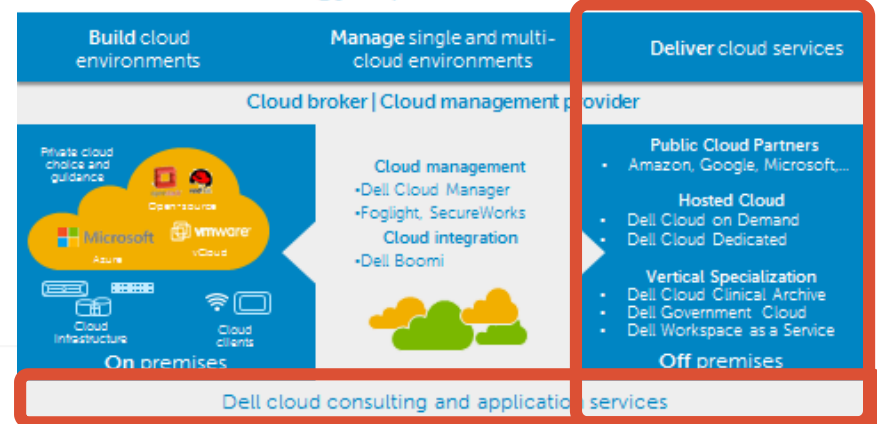 Build cloud
environments
Manage single and multi-
cloud environments
Deliver cloud services
Cloud broker | Cloud management provider
Private cloud
choice and
guidance
Open-source
Microsoft
Azure
vmware
vCloud
Cloud
Infrastructure
Cloud
clients
On premises
Cloud management
•Dell Cloud Manager
•Foglight, SecureWorks
Cloud integration
•Dell Boomi
Public Cloud Partners
• Amazon, Google, Microsoft,...
Hosted Cloud
• Dell Cloud on Demand
• Dell Cloud Dedicated
Vertical Specialization
• Dell Cloud Clinical Archive
• Dell Government Cloud
• Dell Workspace as a Service
Off premises
Dell cloud consulting and application services